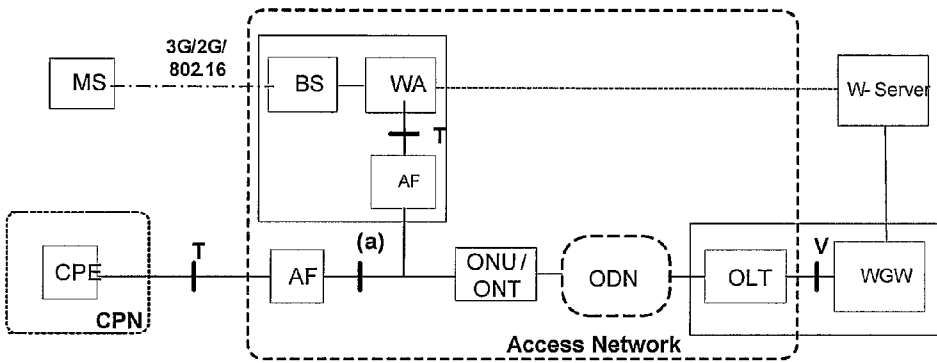 3G/2G/
802.16
MS
BS
WA
W- Server
T
AF
(a)
T
V
CPE
AF
ONU /
ONT
ODN
OLT
WGW
CPN
Access Network